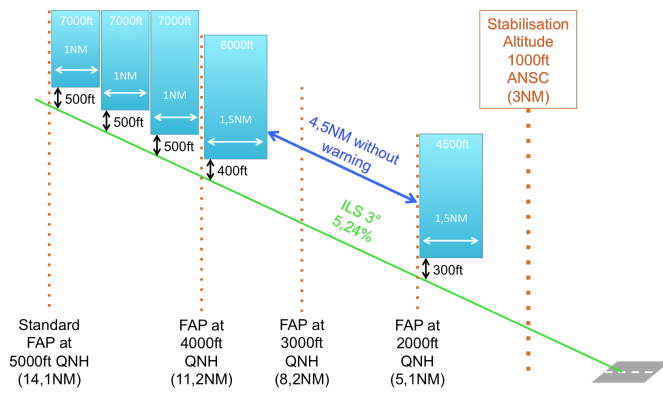 7000ft
7000ft
7000ft
6000ft
4500ft
1NM
1NM
1NM
1,5NM
1,5NM
500ft
500ft
500ft
400ft
300ft
4,5NM without
warning
ILS 3°
5,24%
Stabilisation
Altitude
1000ft
ANSC
(3NM)
Standard
FAP at
5000ft QNH
(14,1NM)
FAP at
4000ft
QNH
(11,2NM)
FAP at
3000ft
QNH
(8,2NM)
FAP at
2000ft
QNH
(5,1NM)